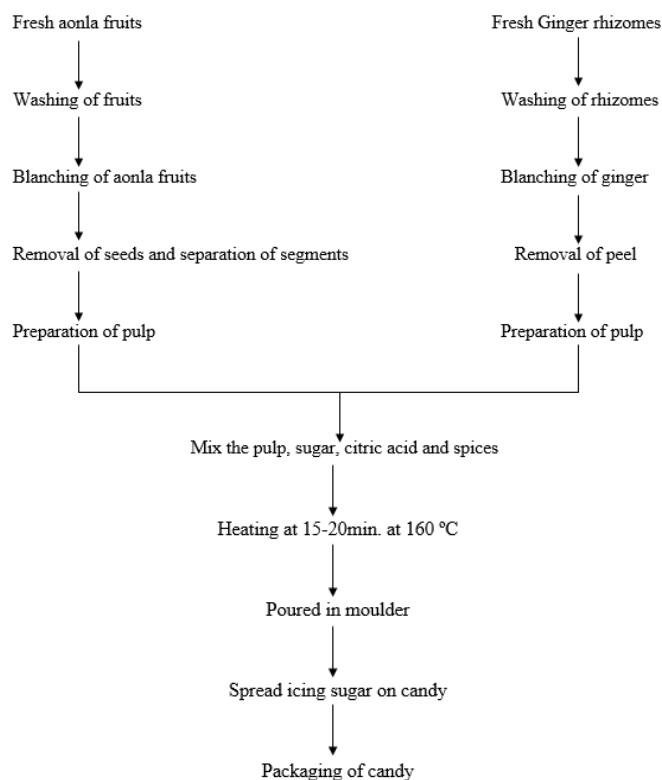 Fresh aonla fruits
Fresh Ginger rhizomes
Washing of fruits
Washing of rhizomes
Blanching of aonla fruits
Blanching of ginger
Removal of seeds and separation of segments
Removal of peel
Preparation of pulp
Preparation of pulp
Mix the pulp, sugar, citric acid and spices
Heating at 15-20min. at 160 °C
Poured in moulder
Spread icing sugar on candy
Packaging of candy